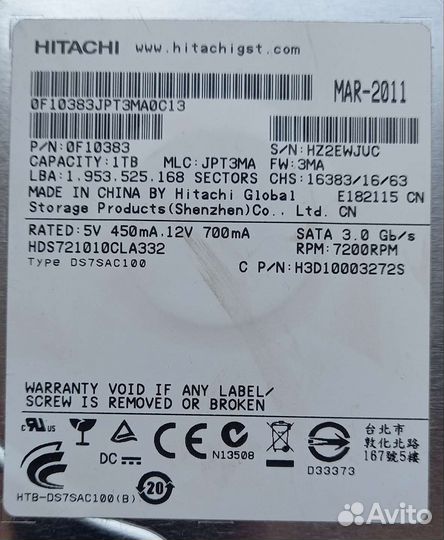 HITACHI www.hitachigst.com
MAR-2011
0F10383JPT3MA0C13
P/N:0F10383 S/N:HZ2EWJUC
CAPACITY:1TB MLC:JPT3MA FW:3MA
LBA:1.953.525.168 SECTORS CHS:16383/16/63
MADE IN CHINA BY Hitachi Global E182115 CN
Storage Products(Shenzhen)Co., Ltd. CN
RATED:5V 450mA,12V 700mA SATA 3.0 Gb/s
HDS721010CLA332 RPM:7200RPM
Type DS7SAC100 C P/N:H3D10003272S
WARRANTY VOID IF ANY LABEL/
SCREW IS REMOVED OR BROKEN
c RU us
CE
DC
N13508
D33373
台北市
敦化北路
167號5樓
HTB-DS7SAC100(B)
20
Avito